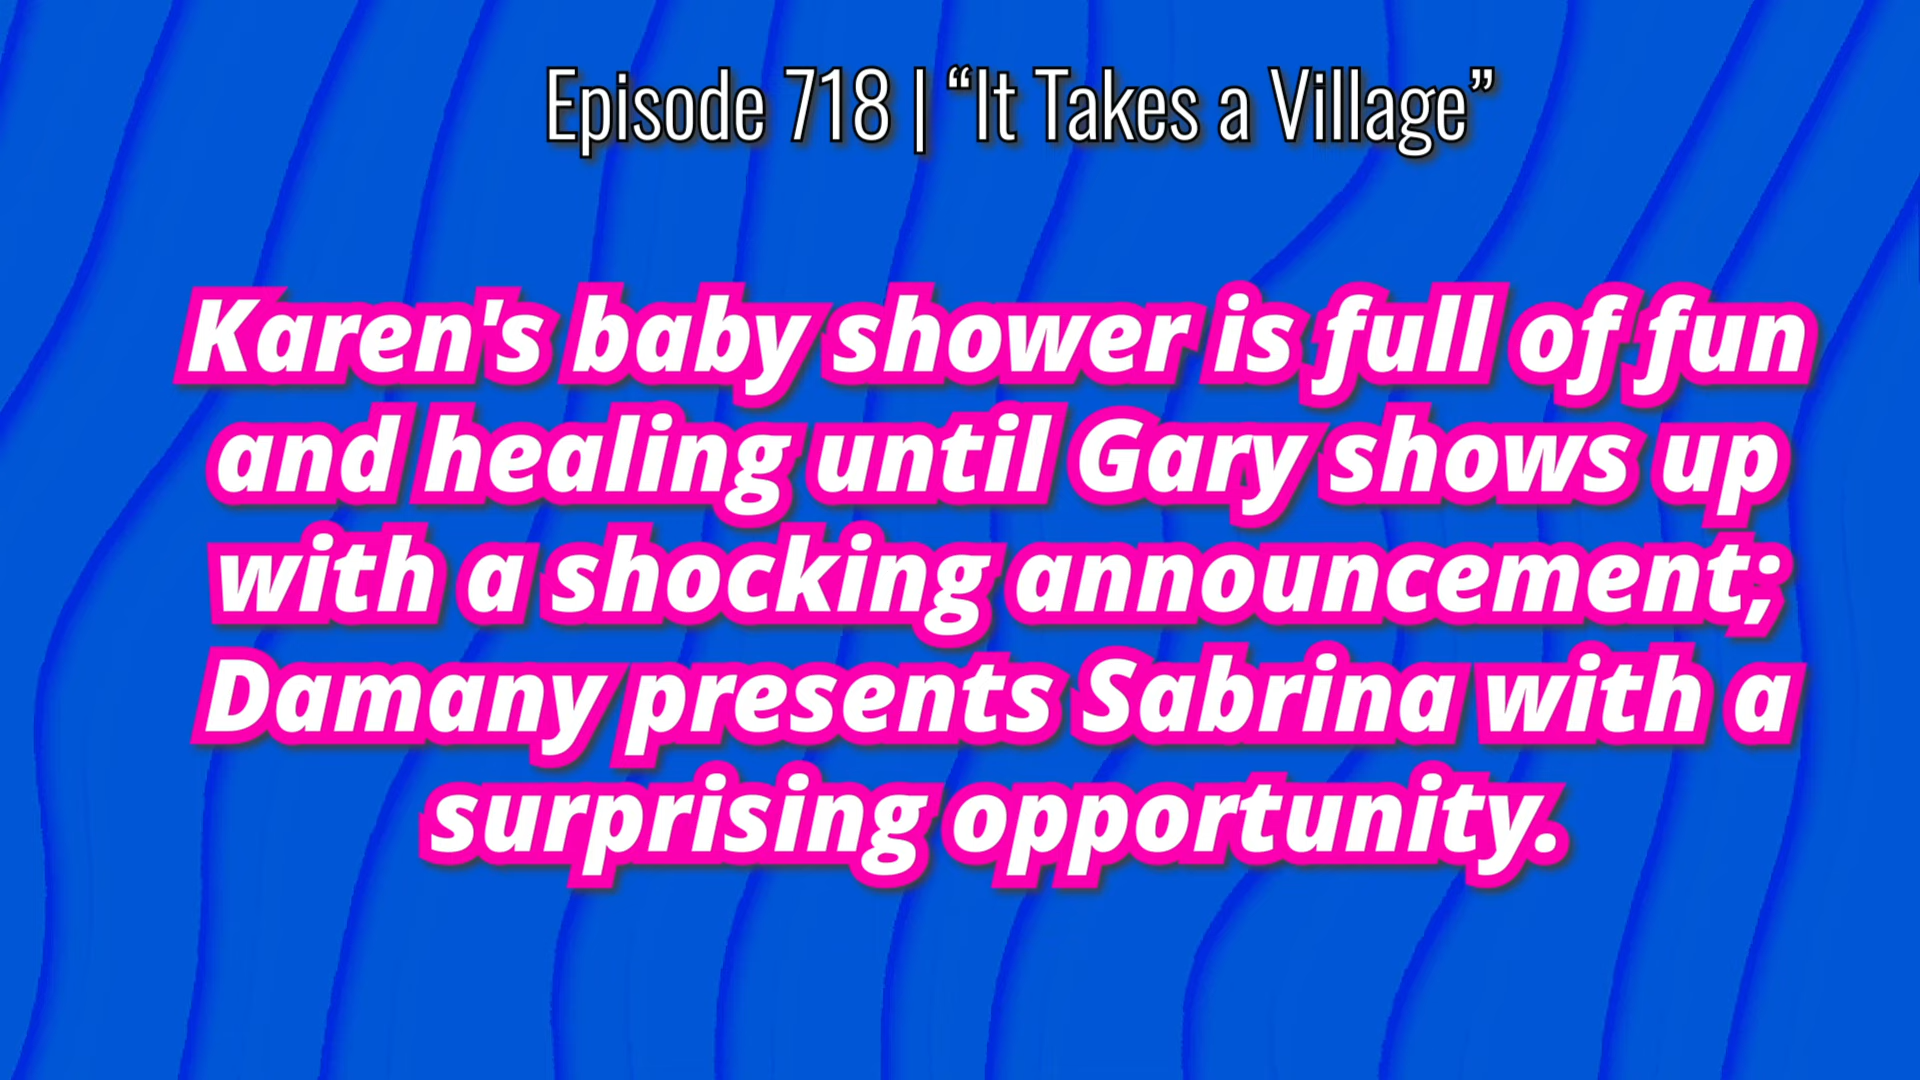 Episode 718 | “It Takes a Village”
Karen's baby shower is full of fun
and healing until Gary shows up
with a shocking announcement;
Damany presents Sabrina with a
surprising opportunity.